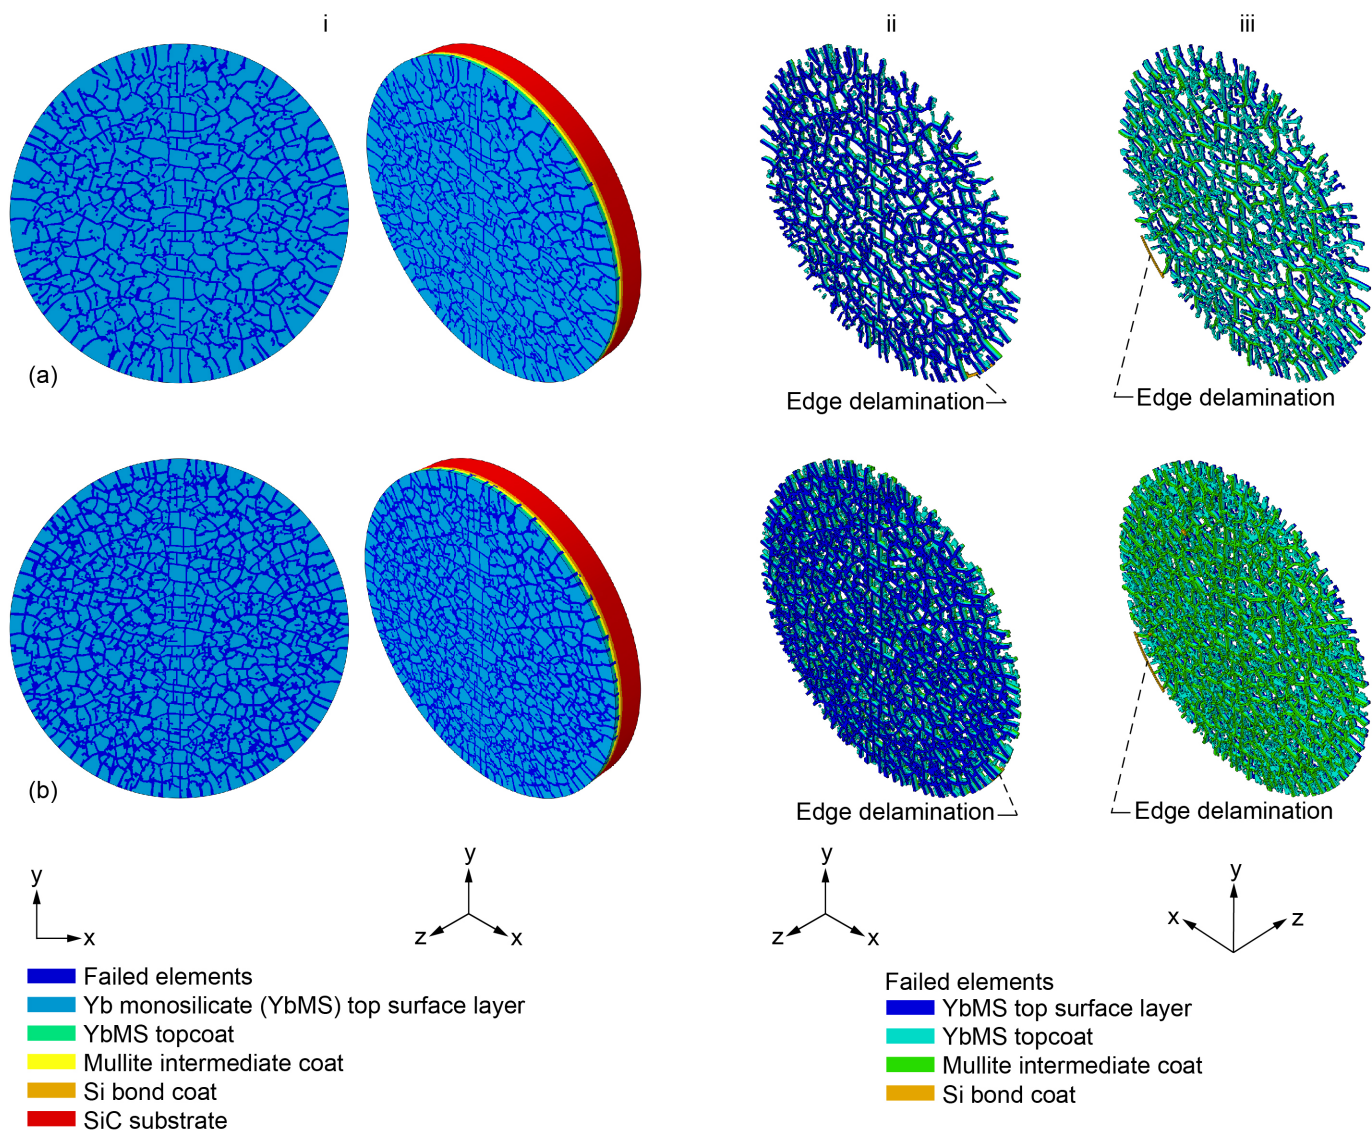 i
ii
iii
(a)
Edge delamination
Edge delamination
(b)
Edge delamination
Edge delamination
y
x
y
z
x
y
z
x
y
x
z
Failed elements
Yb monosilicate (YbMS) top surface layer
YbMS topcoat
Mullite intermediate coat
Si bond coat
SiC substrate
Failed elements
YbMS top surface layer
YbMS topcoat
Mullite intermediate coat
Si bond coat